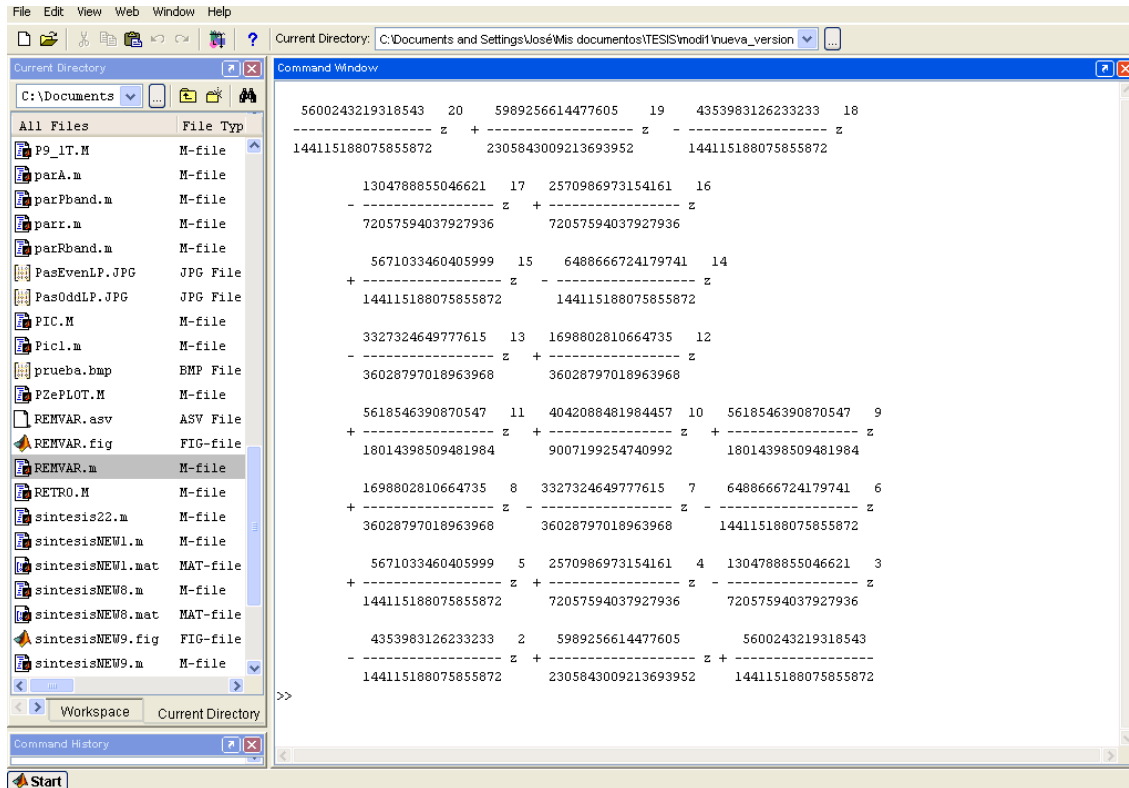 File Edit View Web Window Help
? Current Directory: C:\Documents and Settings\José\Mis documentos\TESIS\modi1\nueva_version ...
Current Directory
C:\Documents ...
All Files File Typ
P9_1T.M M-file
parA.m M-file
parPband.m M-file
parr.m M-file
parRband.m M-file
PasEvenLP.JPG JPG File
PasOddLP.JPG JPG File
PIC.M M-file
Pic1.m M-file
prueba.bmp BMP File
PZePLOT.M M-file
REMVAR.asv ASV File
REMVAR.fig FIG-file
REMVAR.m M-file
RETRO.M M-file
sintesis22.m M-file
sintesisNEW1.m M-file
sintesisNEW1.mat MAT-file
sintesisNEW8.m M-file
sintesisNEW8.mat MAT-file
sintesisNEW9.fig FIG-file
sintesisNEW9.m M-file
Workspace Current Directory
Command History
Start
Command Window
5600243219318543 20 5989256614477605 19 4353983126233233 18
------------------ z + ------------------- z - ------------------ z
144115188075855872 2305843009213693952 144115188075855872
1304788855046621 17 2570986973154161 16
- ----------------- z + ----------------- z
72057594037927936 72057594037927936
5671033460405999 15 6488666724179741 14
+ ------------------ z - ------------------ z
144115188075855872 144115188075855872
3327324649777615 13 1698802810664735 12
- ----------------- z + ----------------- z
36028797018963968 36028797018963968
5618546390870547 11 4042088481984457 10 5618546390870547 9
+ ----------------- z + ---------------- z + ----------------- z
18014398509481984 9007199254740992 18014398509481984
1698802810664735 8 3327324649777615 7 6488666724179741 6
+ ----------------- z - ----------------- z - ------------------ z
36028797018963968 36028797018963968 144115188075855872
5671033460405999 5 2570986973154161 4 1304788855046621 3
+ ------------------ z + ----------------- z - ----------------- z
144115188075855872 72057594037927936 72057594037927936
4353983126233233 2 5989256614477605 5600243219318543
- ------------------ z + ------------------- z + ------------------
144115188075855872 2305843009213693952 144115188075855872
>>